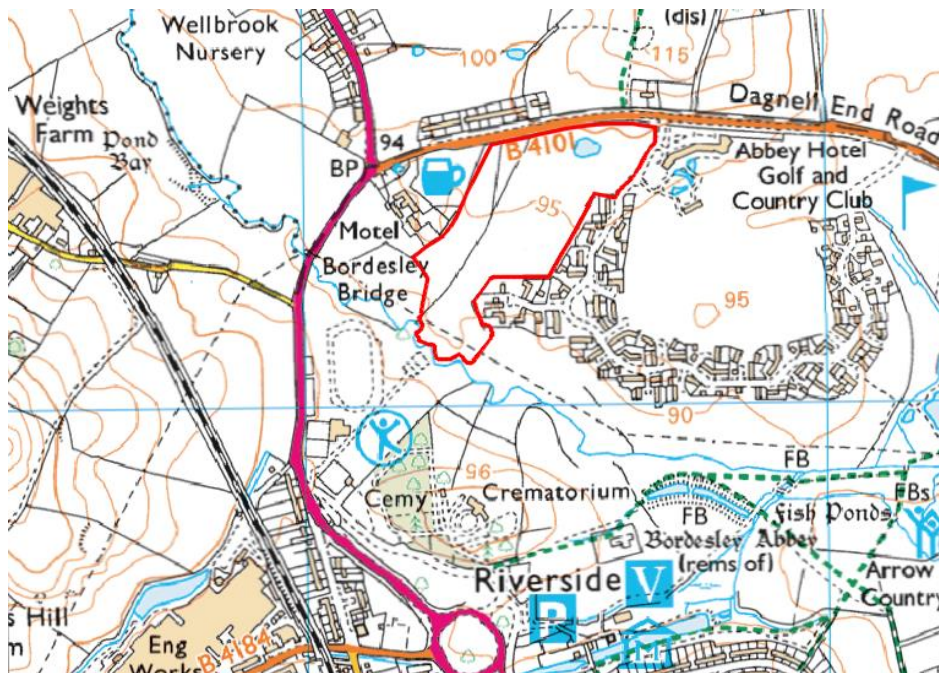 (dis)
Wellbrook
Nursery
100
115
Weights
Farm
Pond
Bay
Dagnell End Road
94
BP
B 4101
Abbey Hotel
Golf and
Country Club
95
Motel
Bordesley
Bridge
95
90
95
FB
Cemy
Crematorium
FBs
FB
Fish Ponds
Bordesley Abbey
(rems of)
Riverside
V
P
Arrow
Country
s Hill
m
Eng
Works
B 4184
M